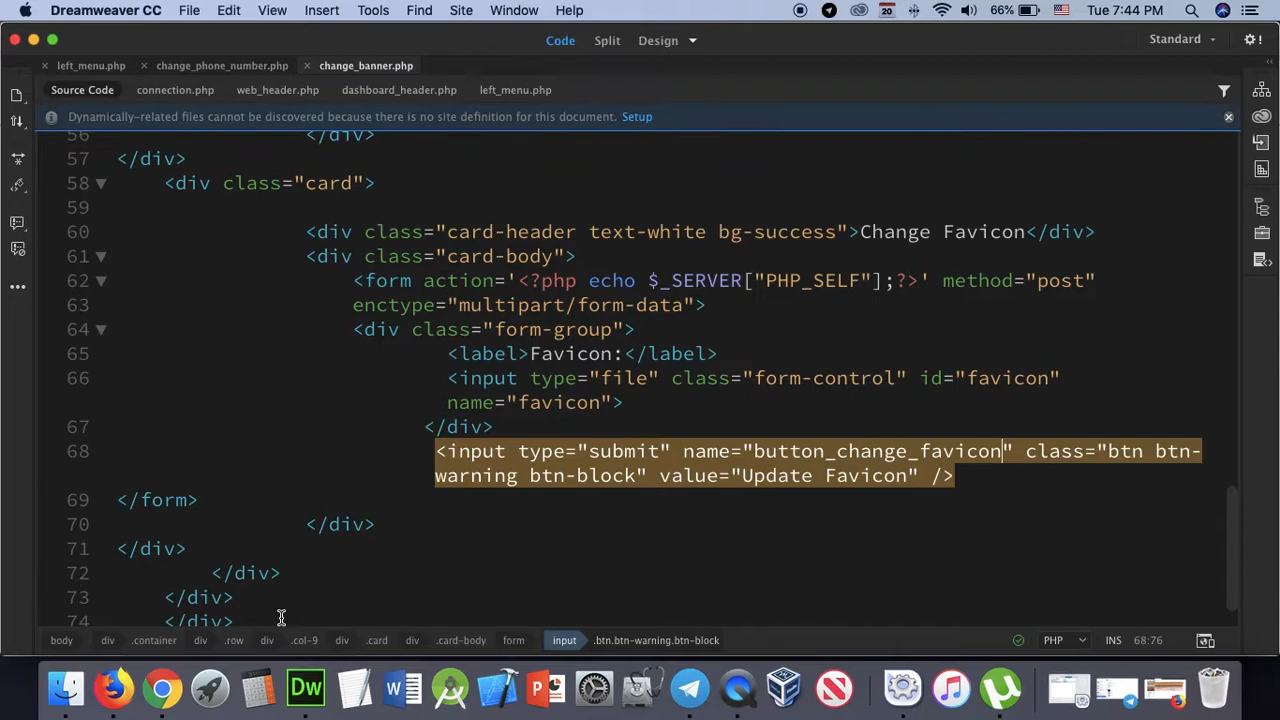 Dreamweaver CC File Edit View Insert Format Tools Find Site Window Help 20 66% Tue 7:44 PM
Code Split Design Standard
left_menu.php change_phone_number.php change_banner.php
Source Code connection.php web_header.php dashboard_header.php left_menu.php
Dynamically-related files cannot be discovered because there is no site definition for this document. Setup
56 </div>
57 </div>
58 <div class="card">
59
60 <div class="card-header text-white bg-success">Change Favicon</div>
61 <div class="card-body">
62 <form action='<?php echo $_SERVER["PHP_SELF"];?>' method="post"
63 enctype="multipart/form-data">
64 <div class="form-group">
65 <label>Favicon:</label>
66 <input type="file" class="form-control" id="favicon"
name="favicon">
67 </div>
68 <input type="submit" name="button_change_favicon" class="btn btn-
warning btn-block" value="Update Favicon" />
69 </form>
70 </div>
71 </div>
72 </div>
73 </div>
74 </div>
body div .container div .row div .col-9 div .card div .card-body form input .btn.btn-warning.btn-block PHP INS 68:76
Dw